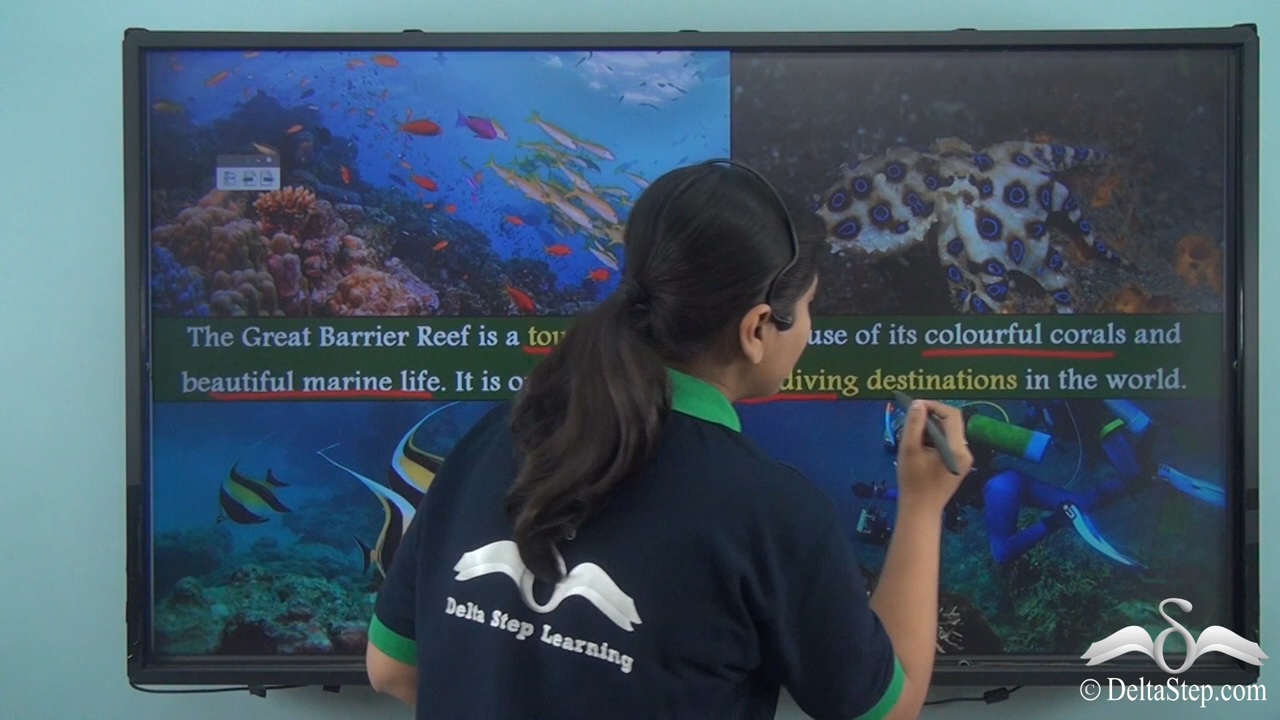 The Great Barrier Reef is a use of its colourful corals and
beautiful marine life. It is diving destinations in the world.
Delta Step Learning
© DeltaStep.com